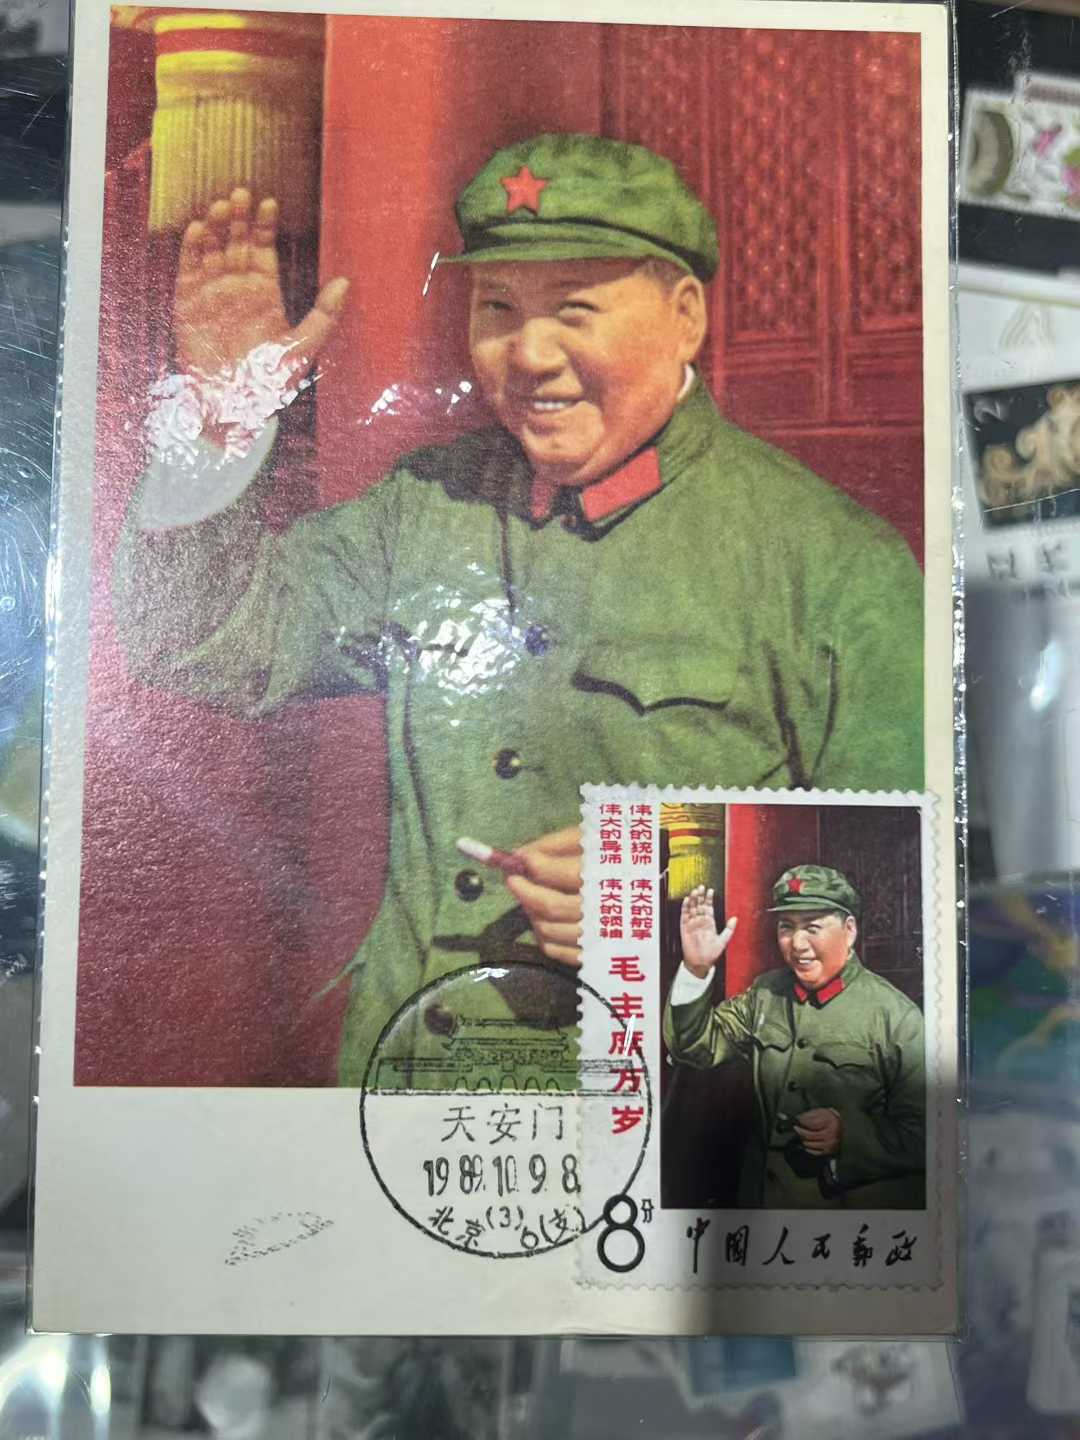 伟大的导师
伟大的领袖
伟大的统帅
伟大的舵手
毛主席万岁
8分
中国人民邮政
天安门
1989.10.9.8
北京(3)6(支)